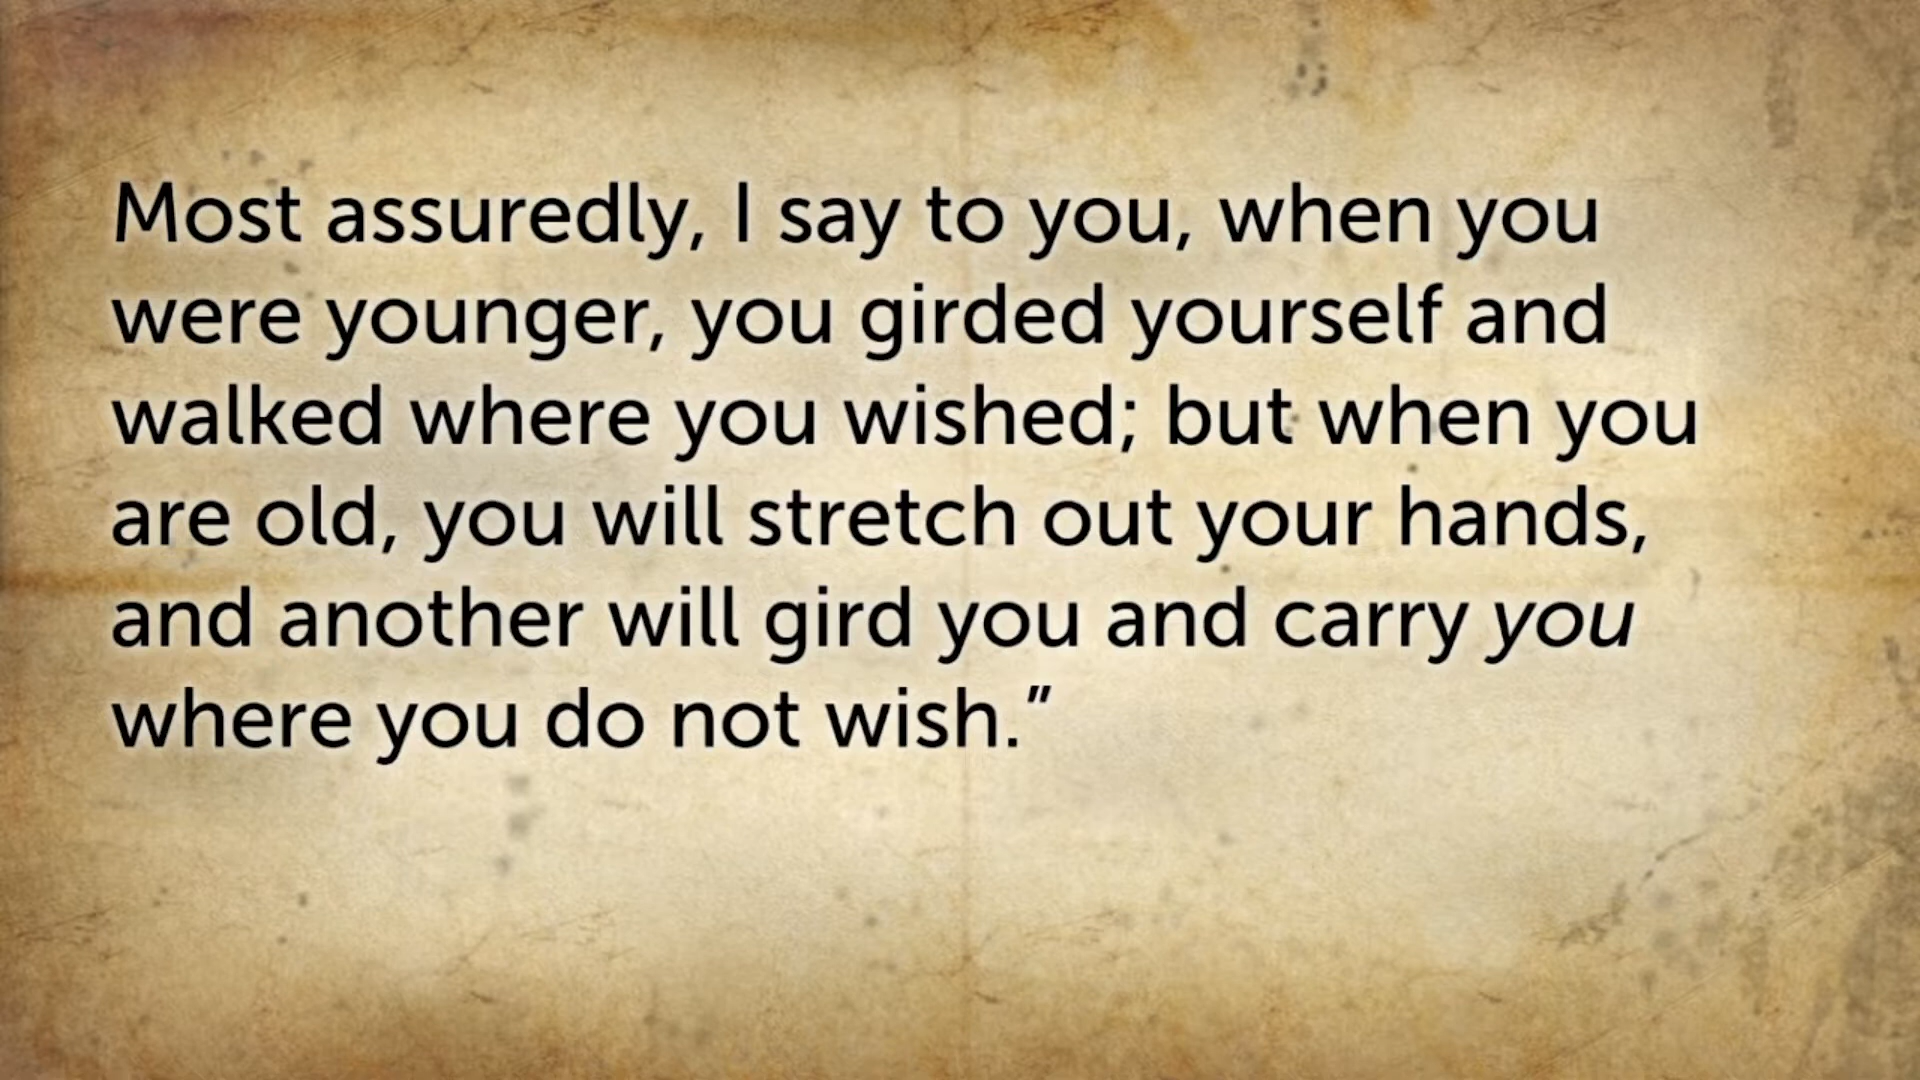 Most assuredly, I say to you, when you
were younger, you girded yourself and
walked where you wished; but when you
are old, you will stretch out your hands,
and another will gird you and carry you
where you do not wish."